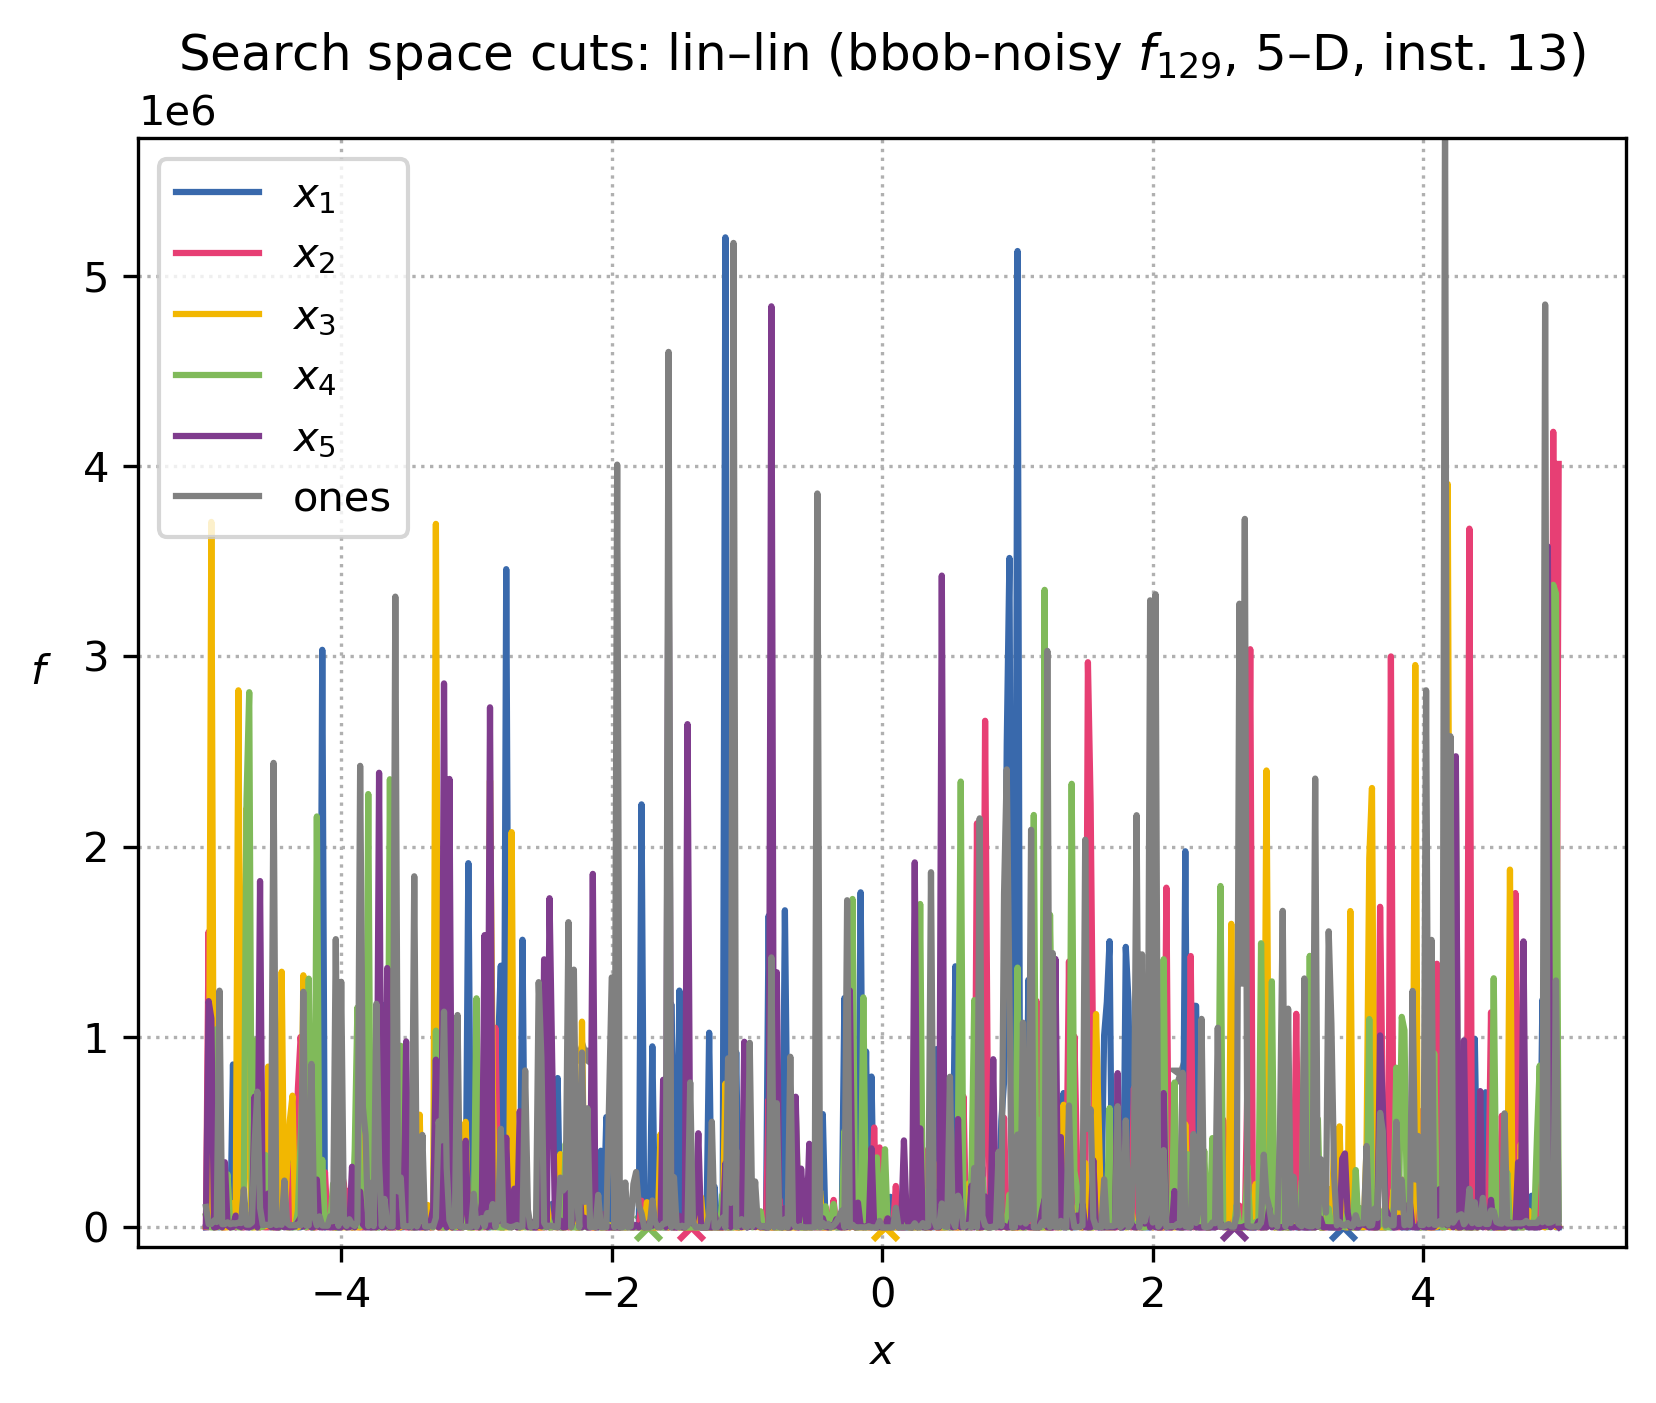 Search space cuts: lin–lin (bbob-noisy f₁₂₉, 5–D, inst. 13)
1e6
x₁
x₂
x₃
x₄
x₅
ones
5
4
3
2
1
0
f
−4 −2 0 2 4
x